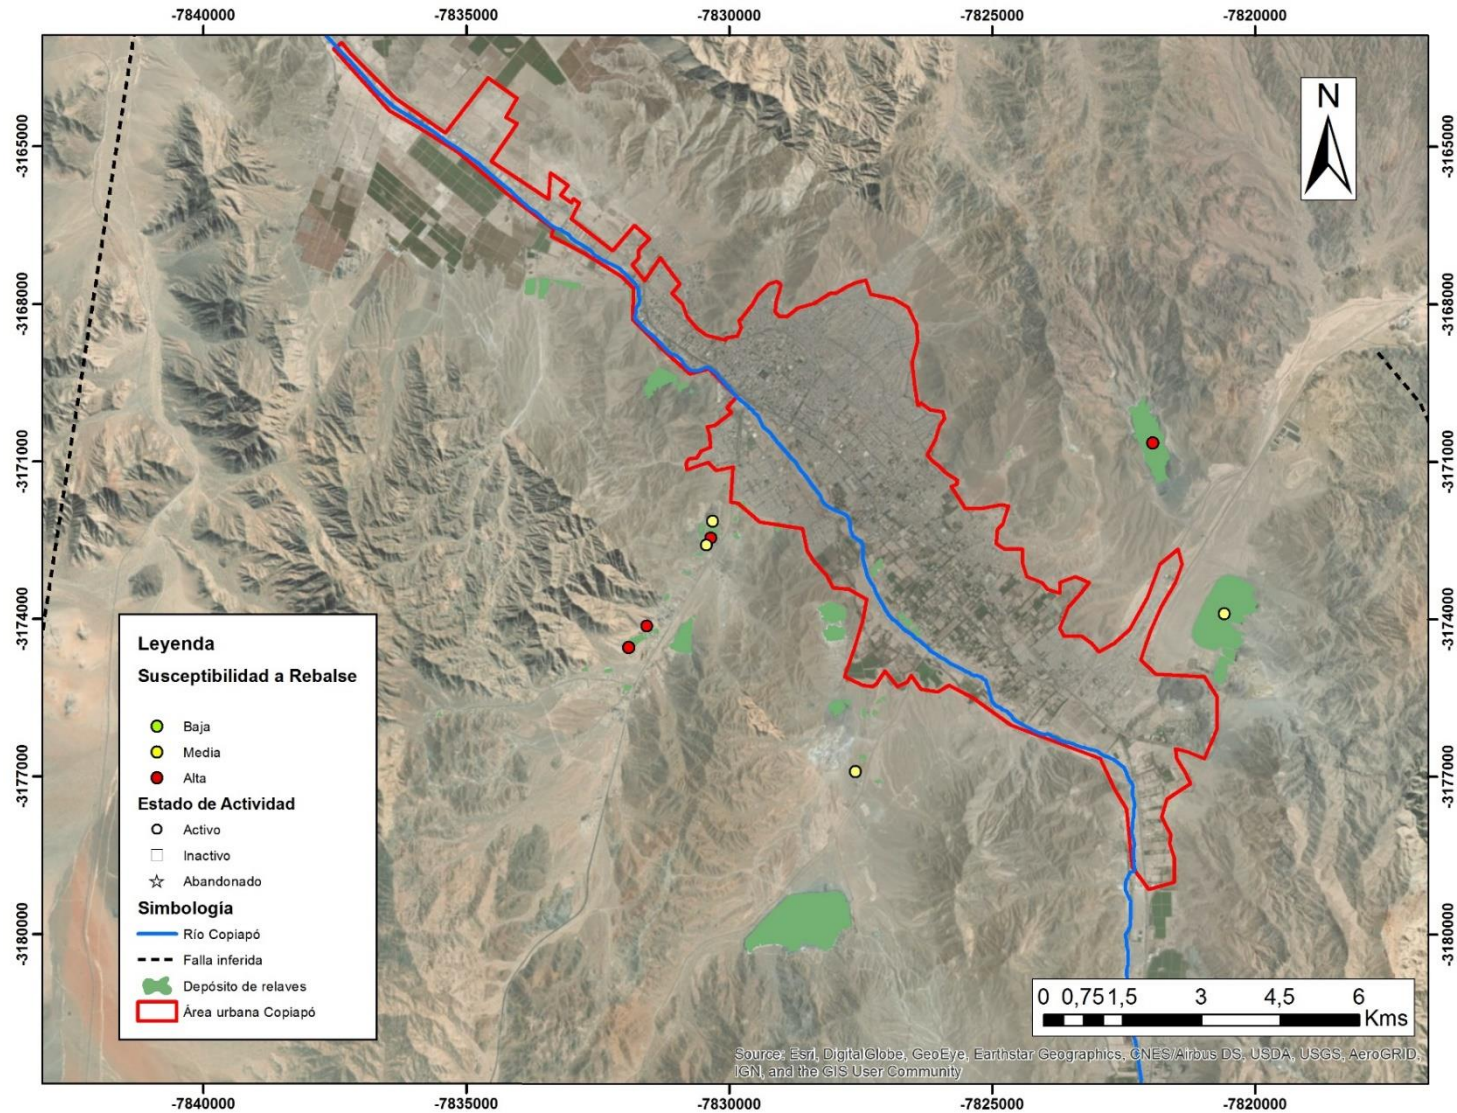 -7840000
-7835000
-7830000
-7825000
-7820000
N
-3165000
-3165000
-3168000
-3168000
-3171000
-3171000
-3174000
-3174000
-3177000
-3177000
-3180000
-3180000
Leyenda
Susceptibilidad a Rebalse
Baja
Media
Alta
Estado de Actividad
Activo
Inactivo
Abandonado
Simbología
Río Copiapó
Falla inferida
Depósito de relaves
Área urbana Copiapó
0 0,75 1,5 3 4,5 6
Kms
Source: Esri, DigitalGlobe, GeoEye, Earthstar Geographics, CNES/Airbus DS, USDA, USGS, AeroGRID,
IGN, and the GIS User Community
-7840000
-7835000
-7830000
-7825000
-7820000